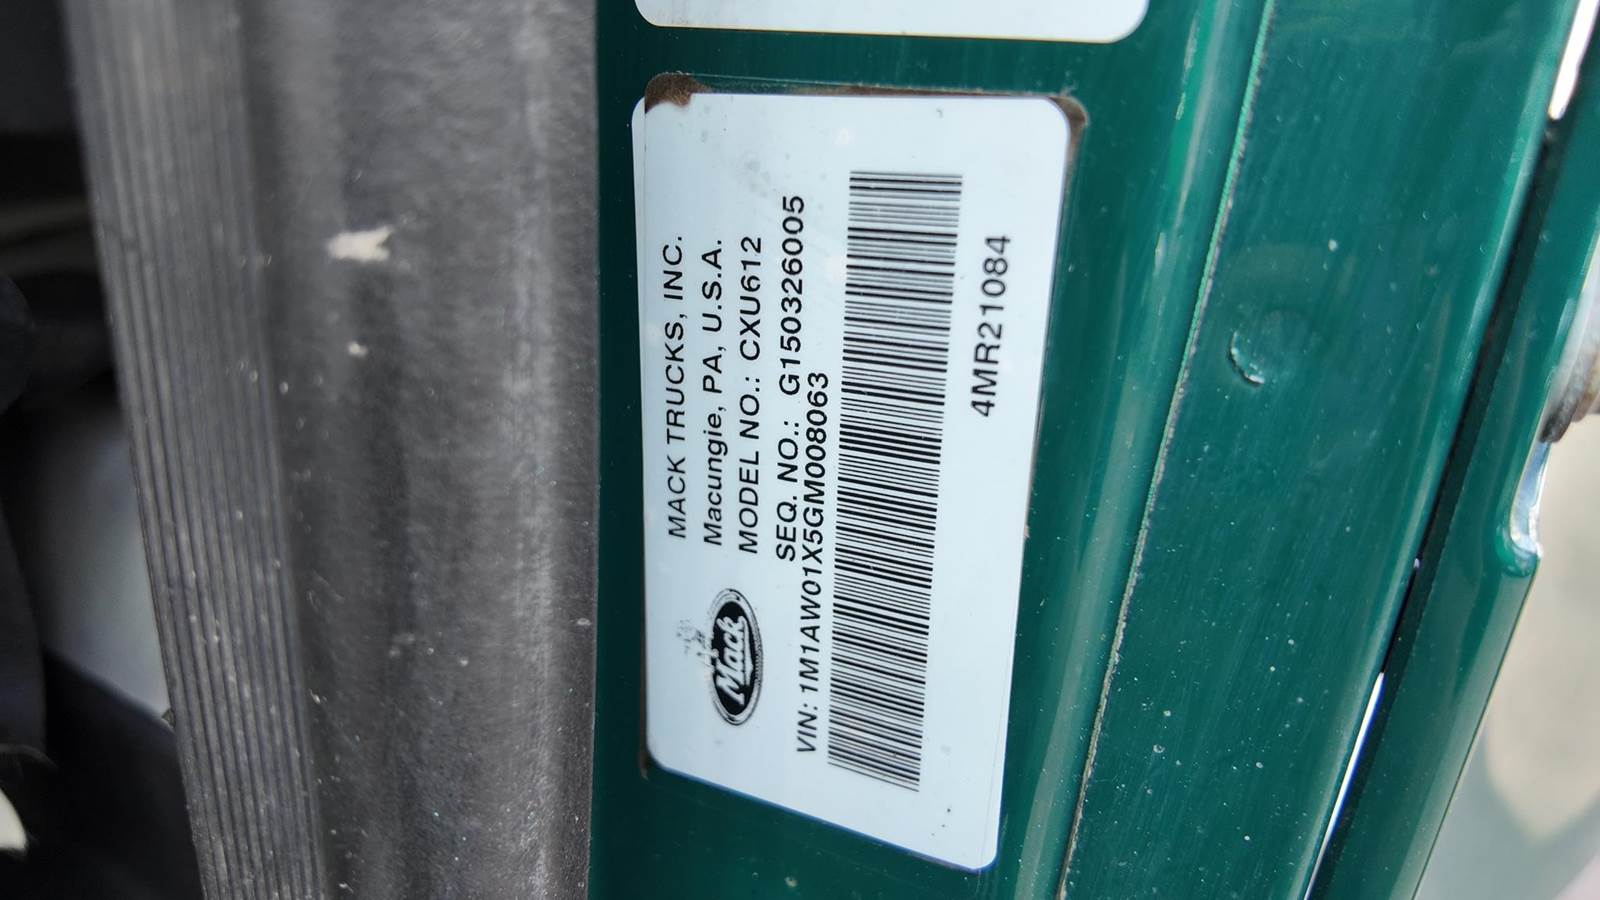 MACK TRUCKS, INC.
Macungie, PA, U.S.A.
MODEL NO.: CXU612
SEQ. NO.: G150326005
Mack
VIN: 1M1AW01X5GM008063
4MR21084